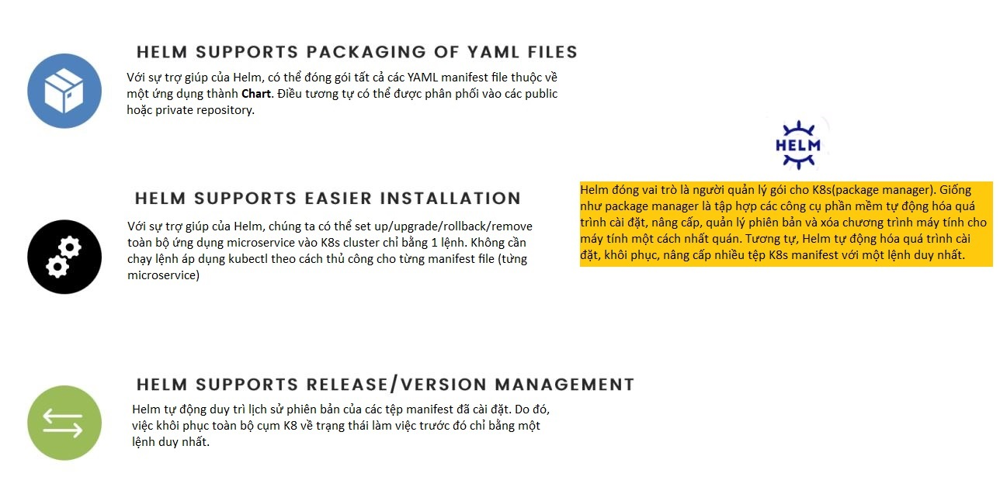 HELM SUPPORTS PACKAGING OF YAML FILES
Với sự trợ giúp của Helm, có thể đóng gói tất cả các YAML manifest file thuộc về
một ứng dụng thành Chart. Điều tương tự có thể được phân phối vào các public
hoặc private repository.
HELM SUPPORTS EASIER INSTALLATION
Với sự trợ giúp của Helm, chúng ta có thể set up/upgrade/rollback/remove
toàn bộ ứng dụng microservice vào K8s cluster chỉ bằng 1 lệnh. Không cần
chạy lệnh áp dụng kubectl theo cách thủ công cho từng manifest file (tưng
microservice)
HELM SUPPORTS RELEASE/VERSION MANAGEMENT
Helm tự động duy trì lịch sử phiên bản của các tệp manifest đã cài đặt. Do đó,
việc khôi phục toàn bộ cụm K8 về trạng thái làm việc trước đó chỉ bằng một
lệnh duy nhất.
HELM
Helm đóng vai trò là người quản lý gói cho K8s(package manager). Giống
như package manager là tập hợp các công cụ phần mềm tự động hóa quá
trình cài đặt, nâng cấp, quản lý phiên bản và xóa chương trình máy tính cho
máy tính một cách nhất quán. Tương tự, Helm tự động hóa quá trình cài
đặt, khôi phục, nâng cấp nhiều tệp K8s manifest với một lệnh duy nhất.